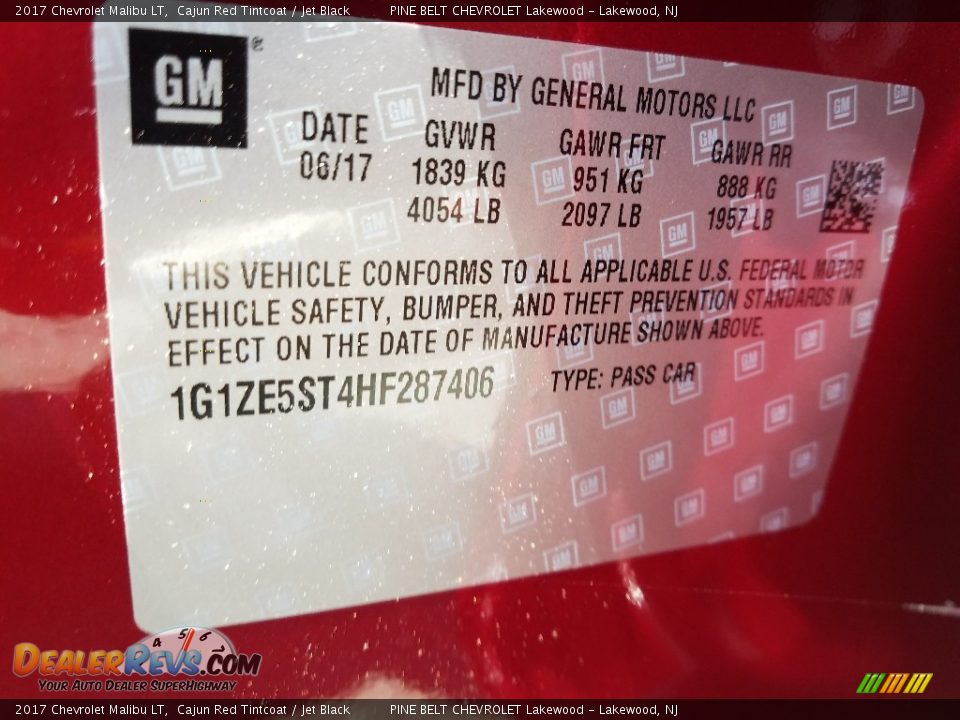 2017 Chevrolet Malibu LT,  Cajun Red Tintcoat / Jet Black        PINE BELT CHEVROLET Lakewood - Lakewood, NJ
GM ®
MFD BY GENERAL MOTORS LLC
DATE GVWR GAWR FRT GAWR RR
06/17 1839 KG 951 KG 888 KG
4054 LB 2097 LB 1957 LB
THIS VEHICLE CONFORMS TO ALL APPLICABLE U.S. FEDERAL MOTOR
VEHICLE SAFETY, BUMPER, AND THEFT PREVENTION STANDARDS IN
EFFECT ON THE DATE OF MANUFACTURE SHOWN ABOVE.
1G1ZE5ST4HF287406 TYPE: PASS CAR
4 5 6
DEALERREVS.COM
YOUR AUTO DEALER SUPERHIGHWAY
2017 Chevrolet Malibu LT,  Cajun Red Tintcoat / Jet Black        PINE BELT CHEVROLET Lakewood - Lakewood, NJ